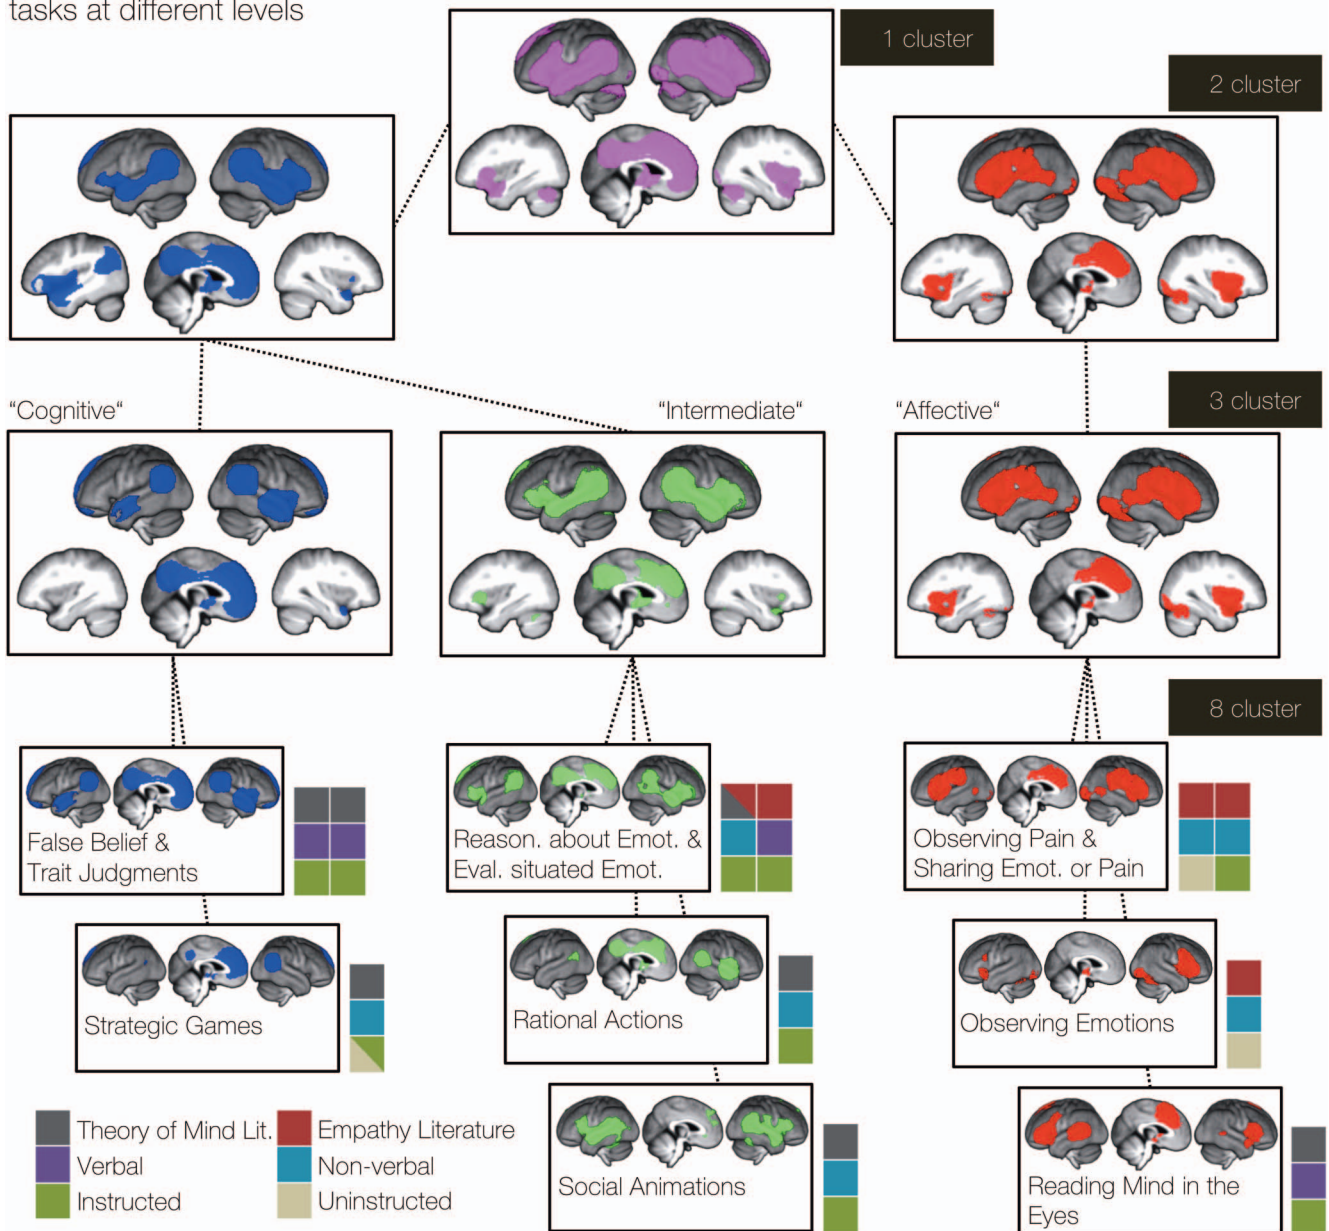 tasks at different levels
1 cluster
2 cluster
"Cognitive"
"Intermediate"
"Affective"
3 cluster
8 cluster
False Belief &
Trait Judgments
Reason. about Emot. &
Eval. situated Emot.
Observing Pain &
Sharing Emot. or Pain
Strategic Games
Rational Actions
Observing Emotions
Social Animations
Reading Mind in the
Eyes
Theory of Mind Lit.
Empathy Literature
Verbal
Non-verbal
Instructed
Uninstructed